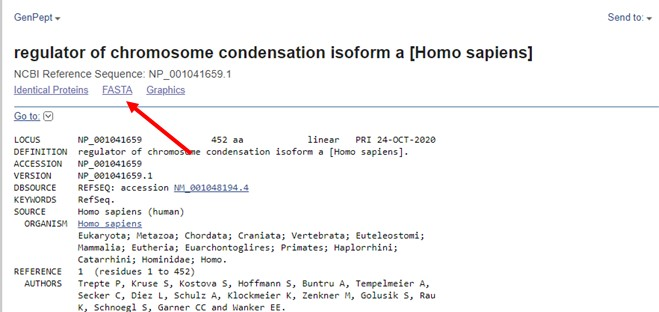 GenPept Send to:
regulator of chromosome condensation isoform a [Homo sapiens]
NCBI Reference Sequence: NP_001041659.1
Identical Proteins FASTA Graphics
Go to:
LOCUS NP_001041659 452 aa linear PRI 24-OCT-2020
DEFINITION regulator of chromosome condensation isoform a [Homo sapiens].
ACCESSION NP_001041659
VERSION NP_001041659.1
DBSOURCE REFSEQ: accession NM_001048194.4
KEYWORDS RefSeq.
SOURCE Homo sapiens (human)
ORGANISM Homo sapiens
Eukaryota; Metazoa; Chordata; Craniata; Vertebrata; Euteleostomi;
Mammalia; Eutheria; Euarchontoglires; Primates; Haplorrhini;
Catarrhini; Hominidae; Homo.
REFERENCE 1 (residues 1 to 452)
AUTHORS Trepte P, Kruse S, Kostova S, Hoffmann S, Buntru A, Tempelmeier A,
Secker C, Diez L, Schulz A, Klockmeier K, Zenkner M, Golusik S, Rau
K, Schnoegl S, Garner CC and Wanker EE.